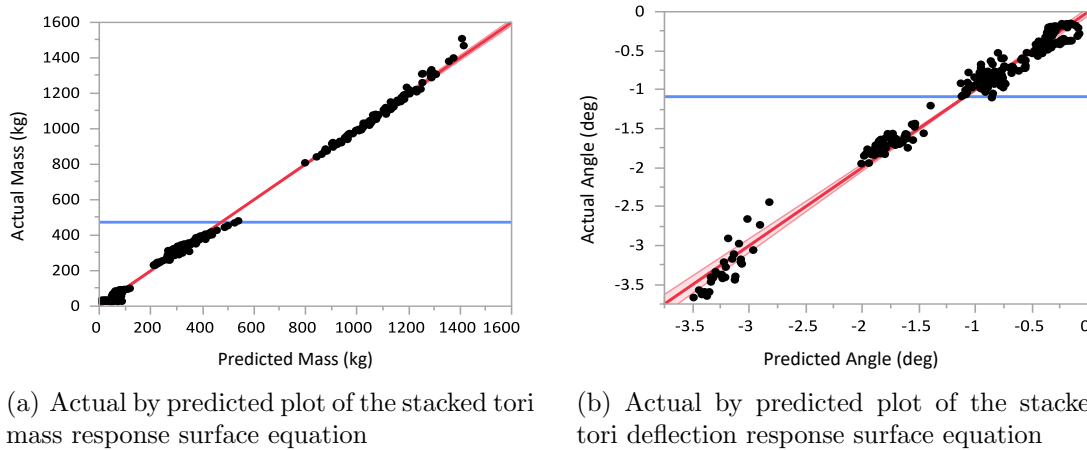 1600
1400
1200
1000
800
600
400
200
0
Actual Mass (kg)
0 200 400 600 800 1000 1200 1400 1600
Predicted Mass (kg)
0
-0.5
-1
-1.5
-2
-2.5
-3
-3.5
Actual Angle (deg)
-3.5 -3 -2.5 -2 -1.5 -1 -0.5 0
Predicted Angle (deg)
(a) Actual by predicted plot of the stacked tori
mass response surface equation
(b) Actual by predicted plot of the stacke
tori deflection response surface equation